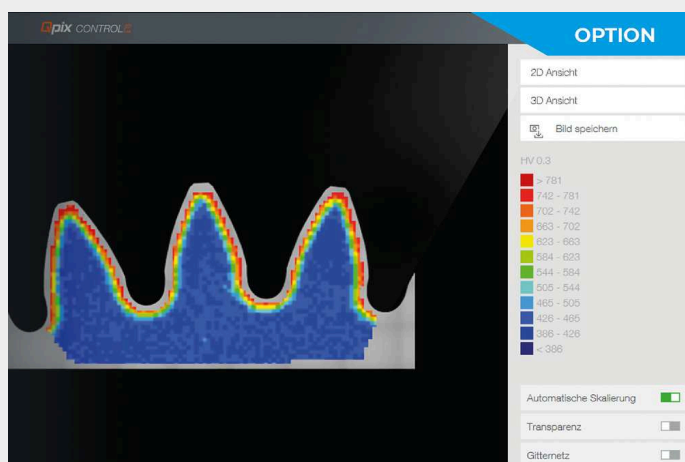 Qpix CONTROL2
OPTION
2D Ansicht
3D Ansicht
Bild speichern
HV 0.3
> 781
742 - 781
702 - 742
663 - 702
623 - 663
584 - 623
544 - 584
505 - 544
465 - 505
426 - 465
386 - 426
< 386
Automatische Skalierung
Transparenz
Gitternetz